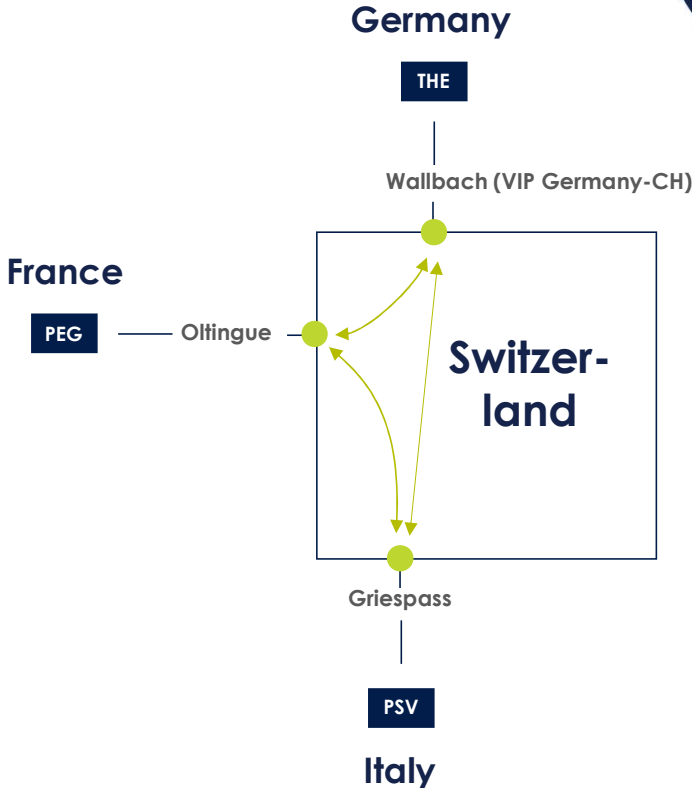 Germany
THE
Wallbach (VIP Germany-CH)
France
PEG
Oltingue
Switzer-
land
Griespass
PSV
Italy